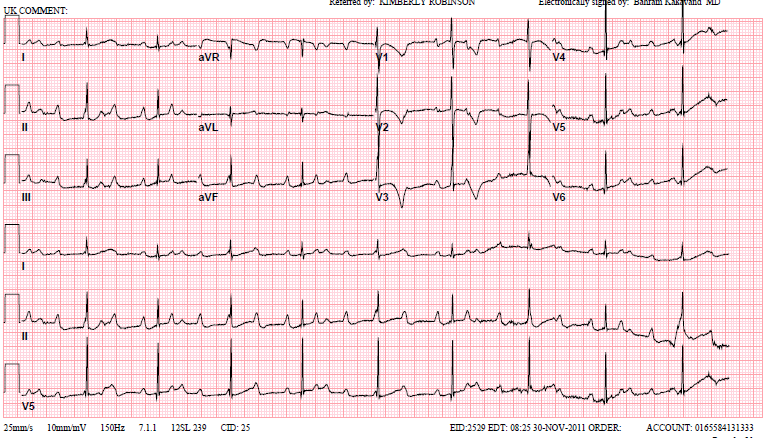 Referred by: KIMBERLY ROBINSON Electronically signed by: Bahram Kakavand MD
UK COMMENT:
I aVR V1 V4
II aVL V2 V5
III aVF V3 V6
I
II
V5
25mm/s 10mm/mV 150Hz 7.1.1 12SL 239 CID: 25 EID:2529 EDT: 08:25 30-NOV-2011 ORDER: ACCOUNT: 0165584131333